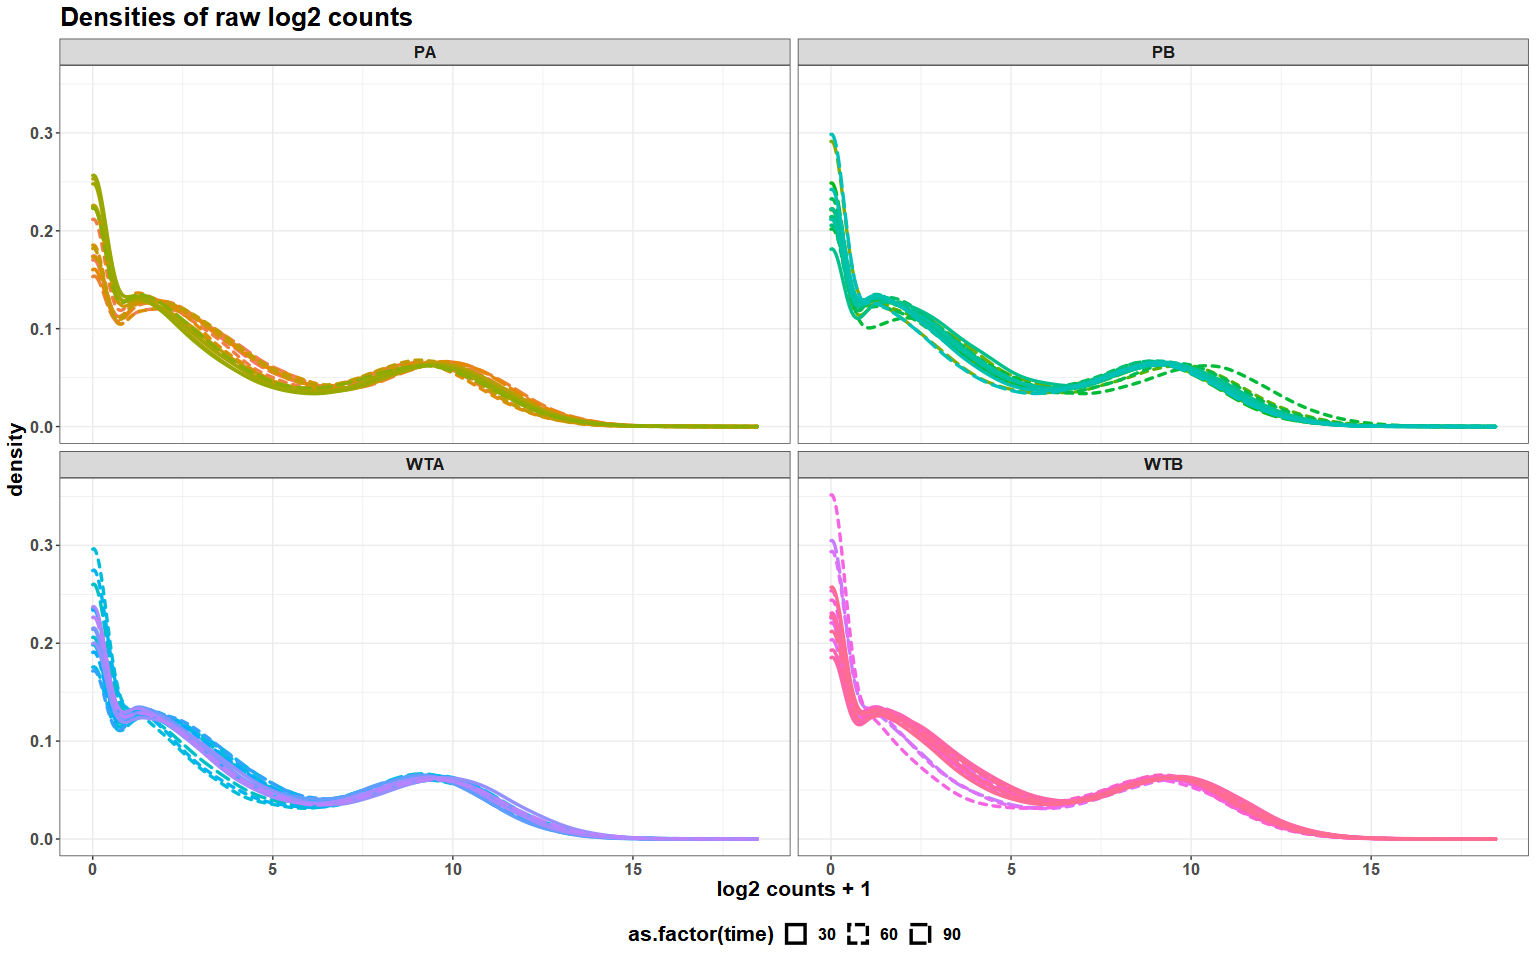 Densities of raw log2 counts
PA
PB
0.3
0.2
0.1
0.0
WTA
WTB
0.3
0.2
0.1
0.0
density
0 5 10 15
0 5 10 15
log2 counts + 1
as.factor(time) 30 60 90